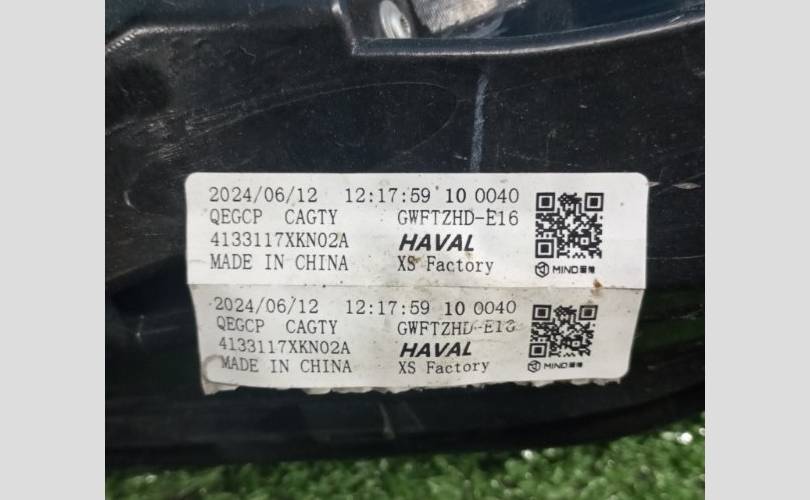 2024/06/12 12:17:59 10 0040
QEGCP CAGTY GWFTZHD-E16
4133117XKN02A HAVAL
MADE IN CHINA XS Factory
MIND
2024/06/12 12:17:59 10 0040
QEGCP CAGTY GWFTZHD-E16
4133117XKN02A HAVAL
MADE IN CHINA XS Factory
MIND